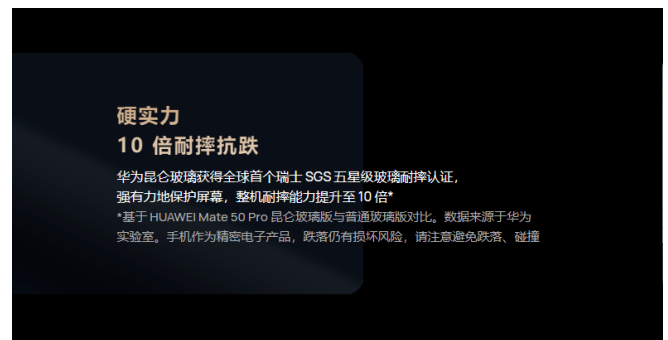 硬实力
10 倍耐摔抗跌
华为昆仑玻璃获得全球首个瑞士 SGS 五星级玻璃耐摔认证，
强有力地保护屏幕，整机耐摔能力提升至 10 倍*
*基于 HUAWEI Mate 50 Pro 昆仑玻璃版与普通玻璃版对比。数据来源于华为
实验室。手机作为精密电子产品，跌落仍有损坏风险，请注意避免跌落、碰撞